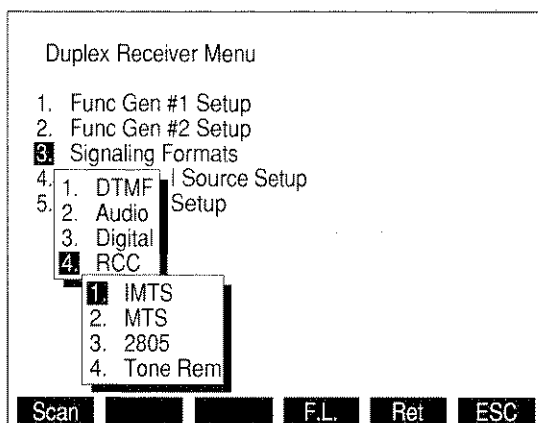 Duplex Receiver Menu
1. Func Gen #1 Setup
2. Func Gen #2 Setup
3. Signaling Formats
4. l Source Setup
5. Setup
1. DTMF
2. Audio
3. Digital
4. RCC
1. IMTS
2. MTS
3. 2805
4. Tone Rem
Scan F.L. Ret ESC